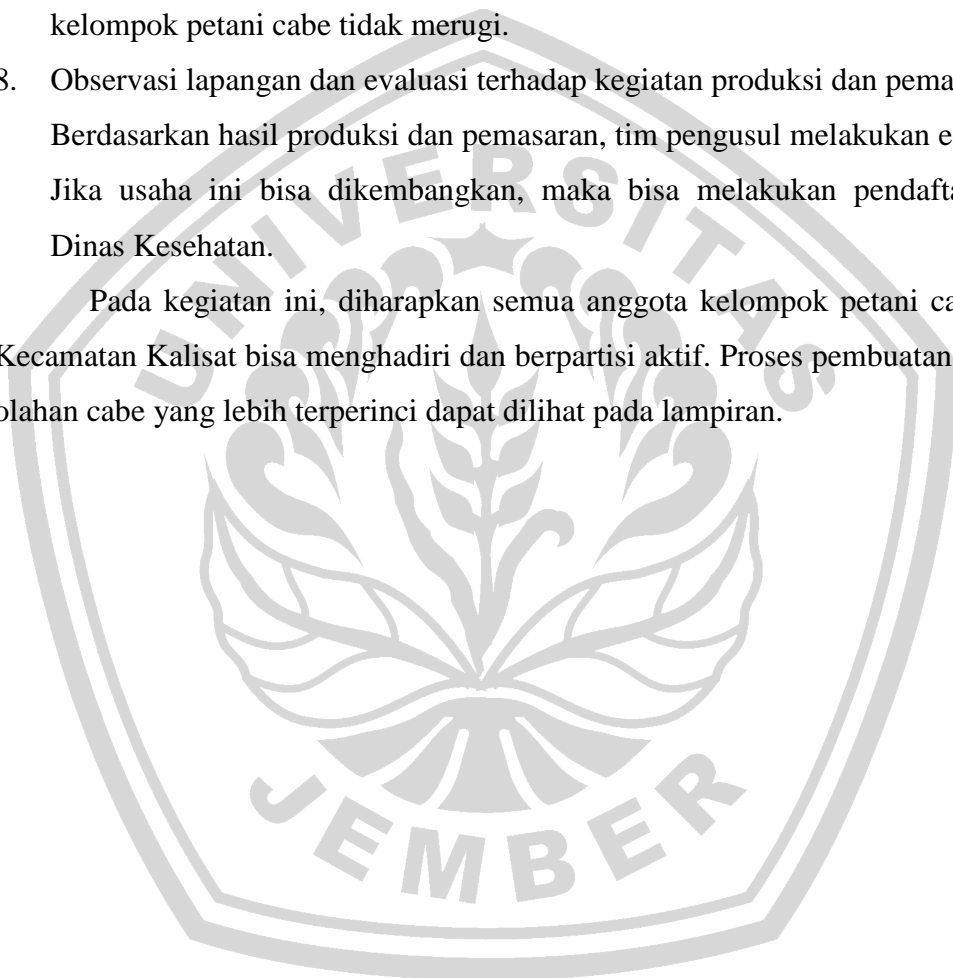 kelompok petani cabe tidak merugi.
8. Observasi lapangan dan evaluasi terhadap kegiatan produksi dan
Berdasarkan hasil produksi dan pemasaran, tim pengusul melakukan
Jika usaha ini bisa dikembangkan, maka bisa melakukan
Dinas Kesehatan.
Pada kegiatan ini, diharapkan semua anggota kelompok petani
Kecamatan Kalisat bisa menghadiri dan berpartisi aktif. Proses pembuatan
olahan cabe yang lebih terperinci dapat dilihat pada lampiran.
UNIVERSITAS
JEMBER